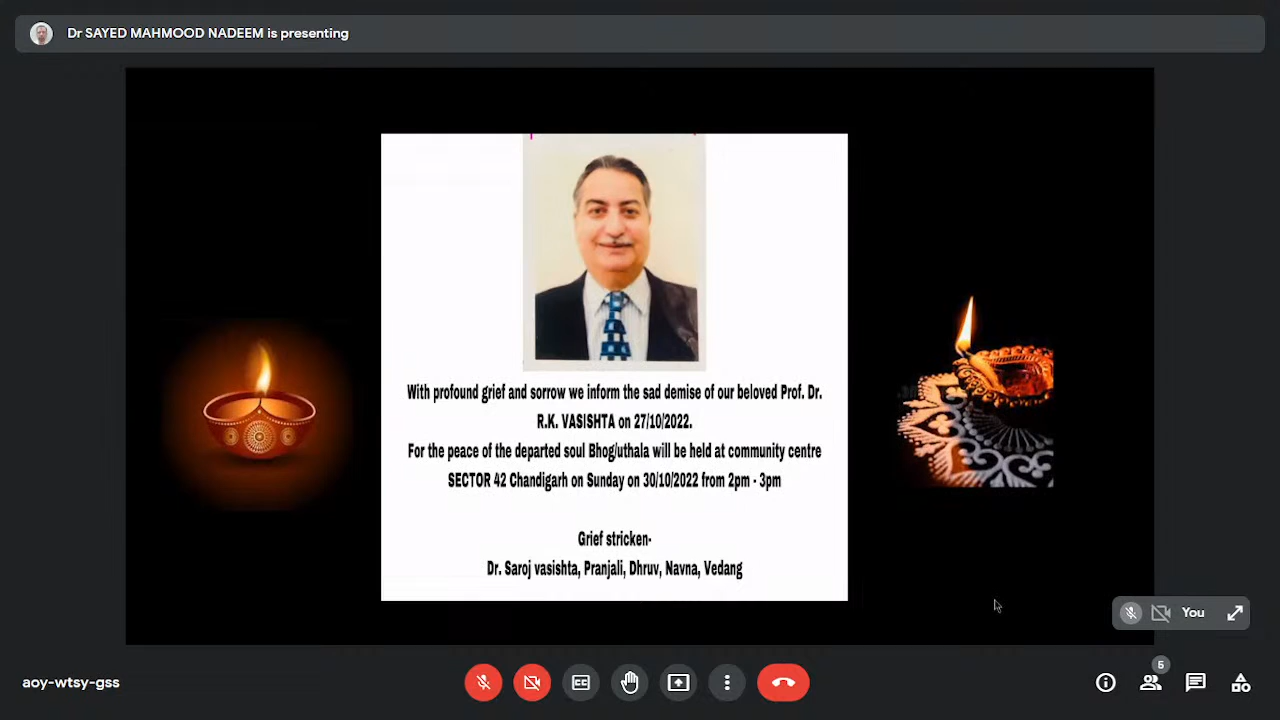 Dr SAYED MAHMOOD NADEEM is presenting
With profound grief and sorrow we inform the sad demise of our beloved Prof. Dr.
R.K. VASISHTA on 27/10/2022.
For the peace of the departed soul Bhog/uthala will be held at community centre
SECTOR 42 Chandigarh on Sunday on 30/10/2022 from 2pm - 3pm
Grief stricken-
Dr. Saroj vasishta, Pranjali, Dhruv, Navna, Vedang
You
aoy-wtsy-gss
CC
5